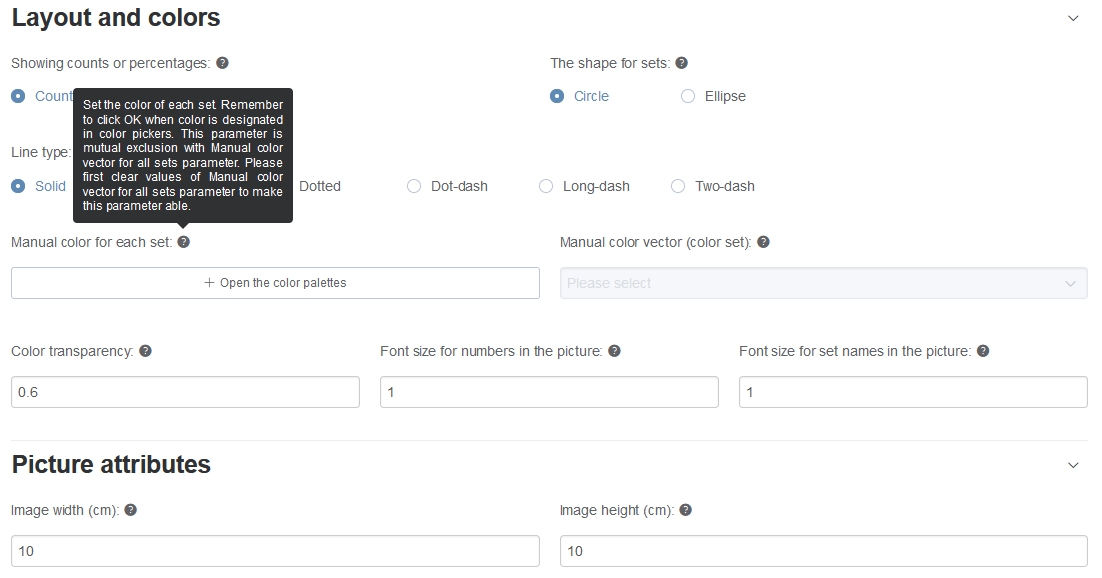 Layout and colors
Showing counts or percentages:
The shape for sets:
Count
Circle
Ellipse
Set the color of each set. Remember
to click OK when color is designated
in color pickers. This parameter is
mutual exclusion with Manual color
vector for all sets parameter. Please
first clear values of Manual color
vector for all sets parameter to make
this parameter able.
Line type:
Solid
Dotted
Dot-dash
Long-dash
Two-dash
Manual color for each set:
Manual color vector (color set):
+ Open the color palettes
Please select
Color transparency:
Font size for numbers in the picture:
Font size for set names in the picture:
0.6
1
1
Picture attributes
Image width (cm):
Image height (cm):
10
10